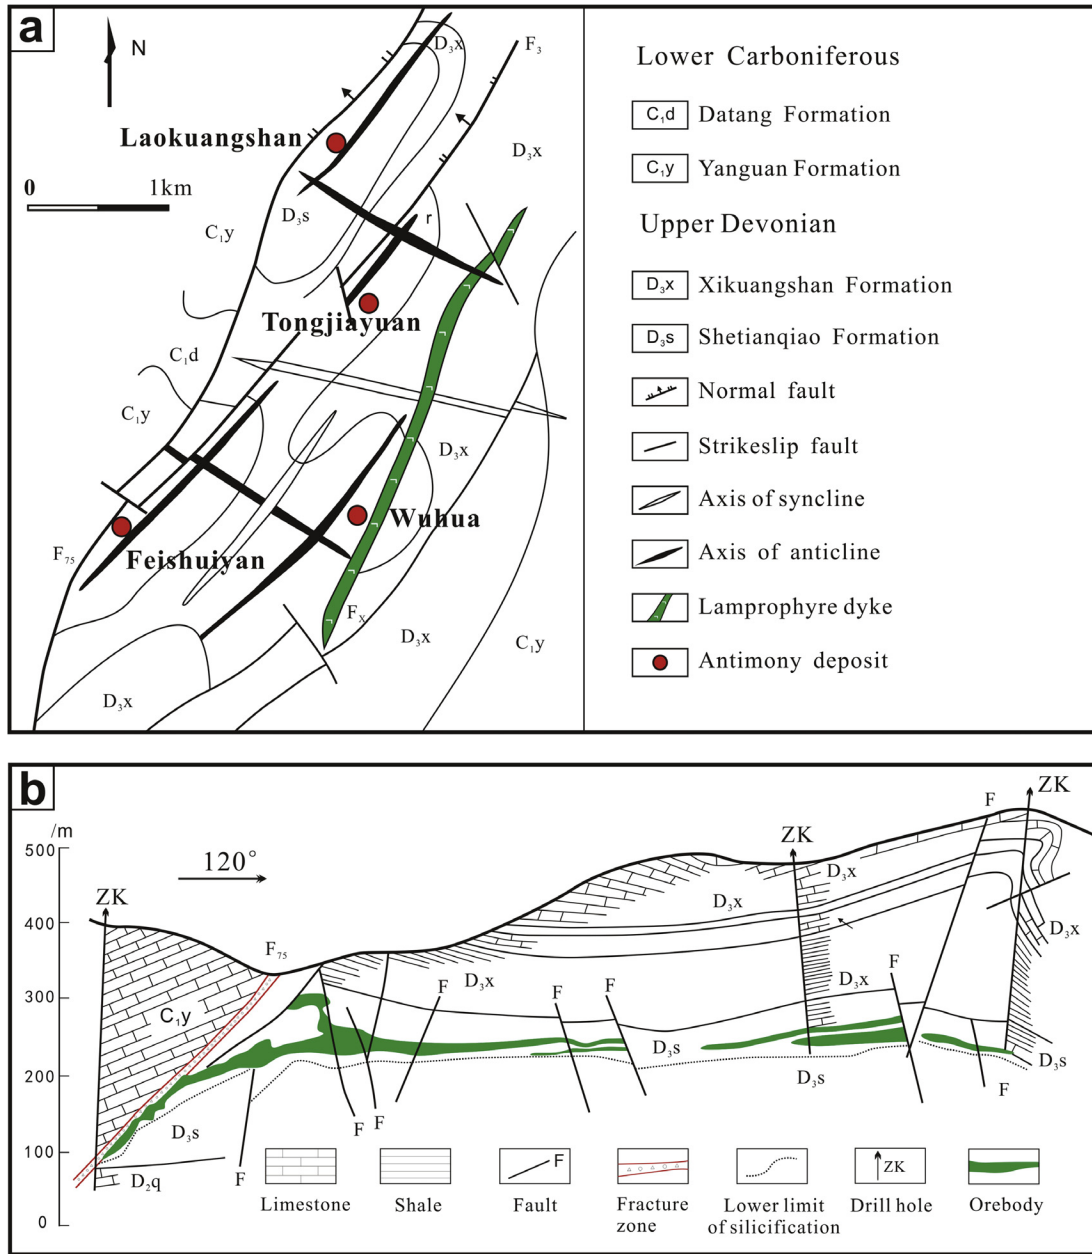 a
N
D₃x
F₃
Laokuangshan
D₃x
0 1km
D₃s
r
C₁y
Tongjiayuan
C₁d
C₁y
D₃x
Wuhua
F₇₅
Feishuiyan
Fₓ
D₃x
C₁y
D₃x
Lower Carboniferous
C₁d Datang Formation
C₁y Yanguan Formation
Upper Devonian
D₃x Xikuangshan Formation
D₃s Shetianqiao Formation
Normal fault
Strikeslip fault
Axis of syncline
Axis of anticline
Lamprophyre dyke
Antimony deposit
b
/m
500
400
300
200
100
0
120°
ZK
F₇₅
C₁y
D₃s
D₂q
F
F
F
F
D₃x
F
F
D₃x
D₃s
ZK
D₃x
D₃x
F
D₃s
F
ZK
D₃x
D₃s
F
Limestone
Shale
F
Fault
Fracture
zone
Lower limit
of silicification
ZK
Drill hole
Orebody